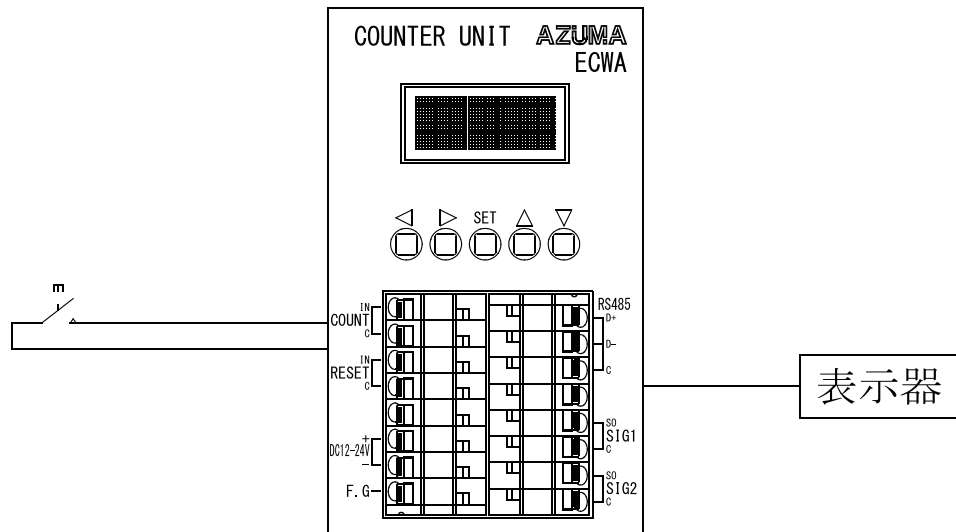 COUNTER UNIT AZUMA
ECWA
SET
IN
COUNT
C
IN
RESET
C
+
DC12-24V
-
F.G
RS485
D+
D-
C
SO
SIG1
C
SO
SIG2
C
表示器